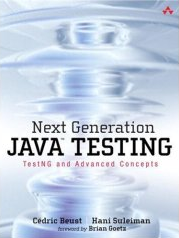 Next Generation
JAVA TESTING
TestNG and Advanced Concepts
Cédric Beust | Hani Suleiman
foreword by Brian Goetz